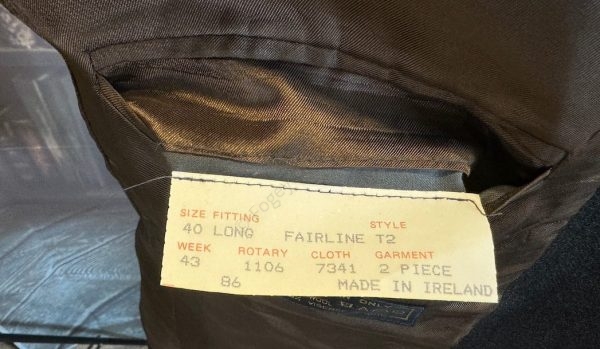 SIZE FITTING STYLE
40 LONG FAIRLINE T2
WEEK ROTARY CLOTH GARMENT
43 1106 7341 2 PIECE
86 MADE IN IRELAND